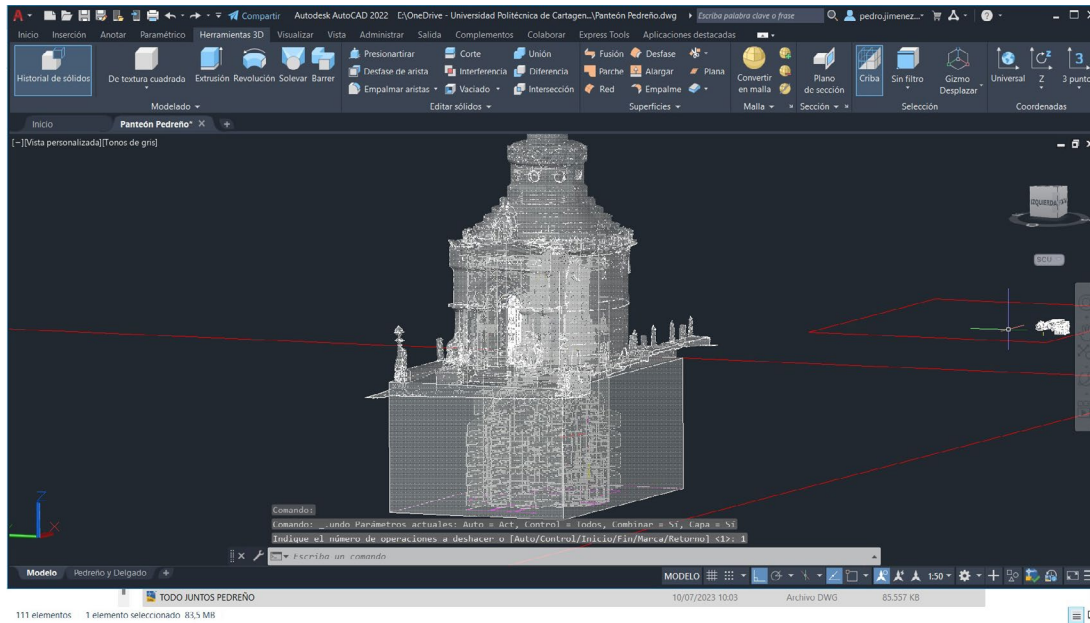 Compartir Autodesk AutoCAD 2022 E:\OneDrive - Universidad Politécnica de Cartagen...\Panteón Pedreño.dwg Escriba palabra clave o frase pedro.jimenez...
Inicio Inserción Anotar Paramétrico Herramientas 3D Visualizar Vista Administrar Salida Complementos Colaborar Express Tools Aplicaciones destacadas
Presionartirar Corte Unión Fusión Desfase
Historial de sólidos De textura cuadrada Extrusión Revolución Solevar Barrer Desfase de arista Interferencia Diferencia Parche Alargar Plana Convertir en malla Plano de sección Criba Sin filtro Gizmo Desplazar Universal Z 3 punto
Empalmar aristas Vaciado Intersección Red Empalme
Modelado Editar sólidos Superficies Malla Sección Selección Coordenadas
Inicio Panteón Pedreño* +
[−][Vista personalizada][Tonos de gris]
IZQUIERDA
SCU
Z
X
Comando:
Comando: _.undo Parámetros actuales: Auto = Act, Control = Todos, Combinar = Sí, Capa = Sí
Indique el número de operaciones a deshacer o [Auto/Control/Inicio/Fin/Marca/Retorno] <1>: 1
Escriba un comando
Modelo Pedreño y Delgado + MODELO 1:50
TODO JUNTOS PEDREÑO 10/07/2023 10:03 Archivo DWG 85.557 KB
111 elementos 1 elemento seleccionado 83,5 MB